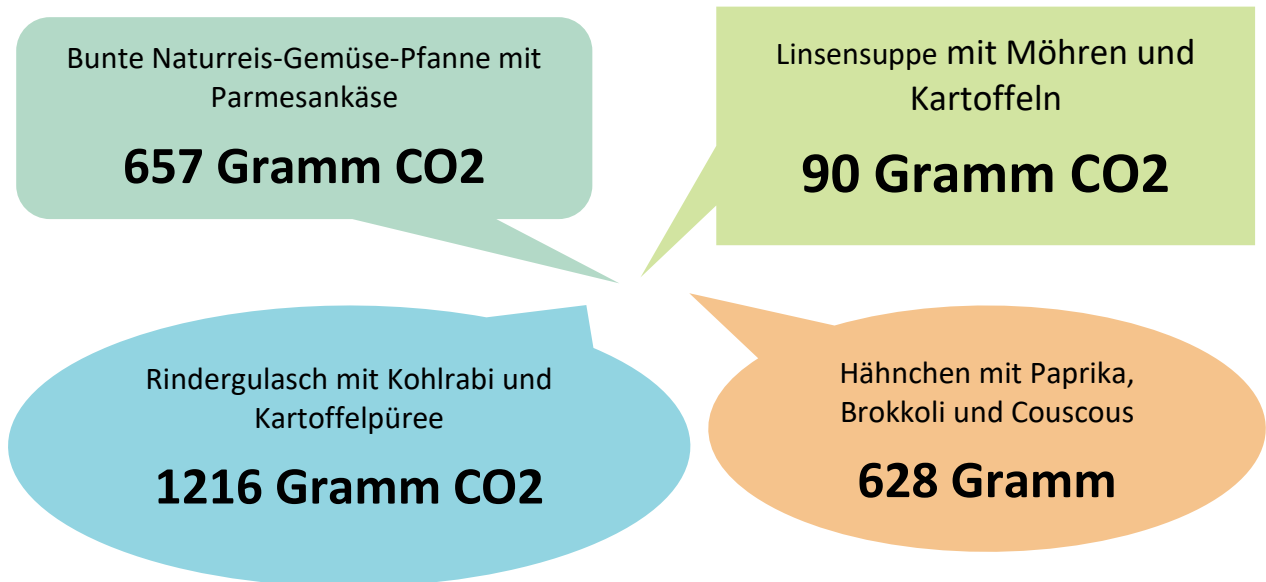 Bunte Naturreis-Gemüse-Pfanne mit
Parmesankäse
657 Gramm CO2
Linsensuppe mit Möhren und
Kartoffeln
90 Gramm CO2
Rindergulasch mit Kohlrabi und
Kartoffelpüree
1216 Gramm CO2
Hähnchen mit Paprika,
Brokkoli und Couscous
628 Gramm